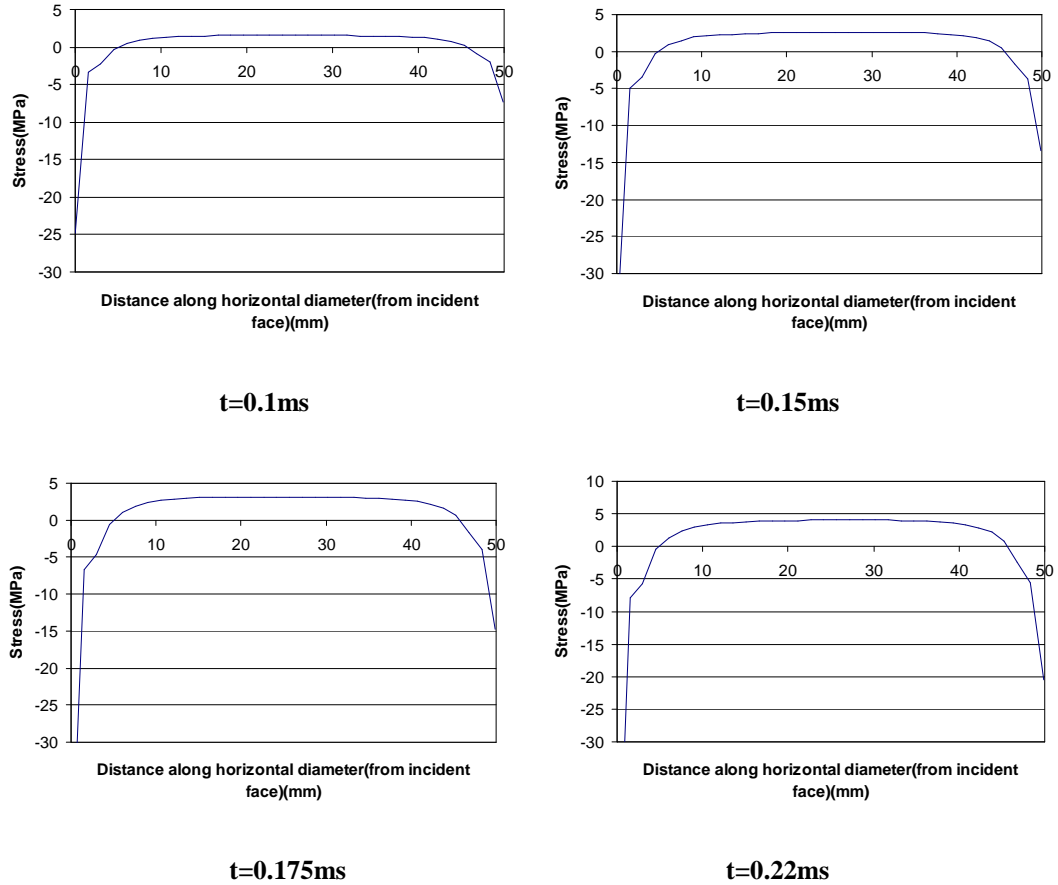 5
0
-5
-10
-15
-20
-25
-30
0 10 20 30 40 50
Stress(MPa)
Distance along horizontal diameter(from incident
face)(mm)
t=0.1ms
5
0
-5
-10
-15
-20
-25
-30
0 10 20 30 40 50
Stress(MPa)
Distance along horizontal diameter(from incident
face)(mm)
t=0.15ms
5
0
-5
-10
-15
-20
-25
-30
0 10 20 30 40 50
Stress(MPa)
Distance along horizontal diameter(from incident
face)(mm)
t=0.175ms
10
5
0
-5
-10
-15
-20
-25
-30
0 10 20 30 40 50
Stress(MPa)
Distance along horizontal diameter(from incident
face)(mm)
t=0.22ms